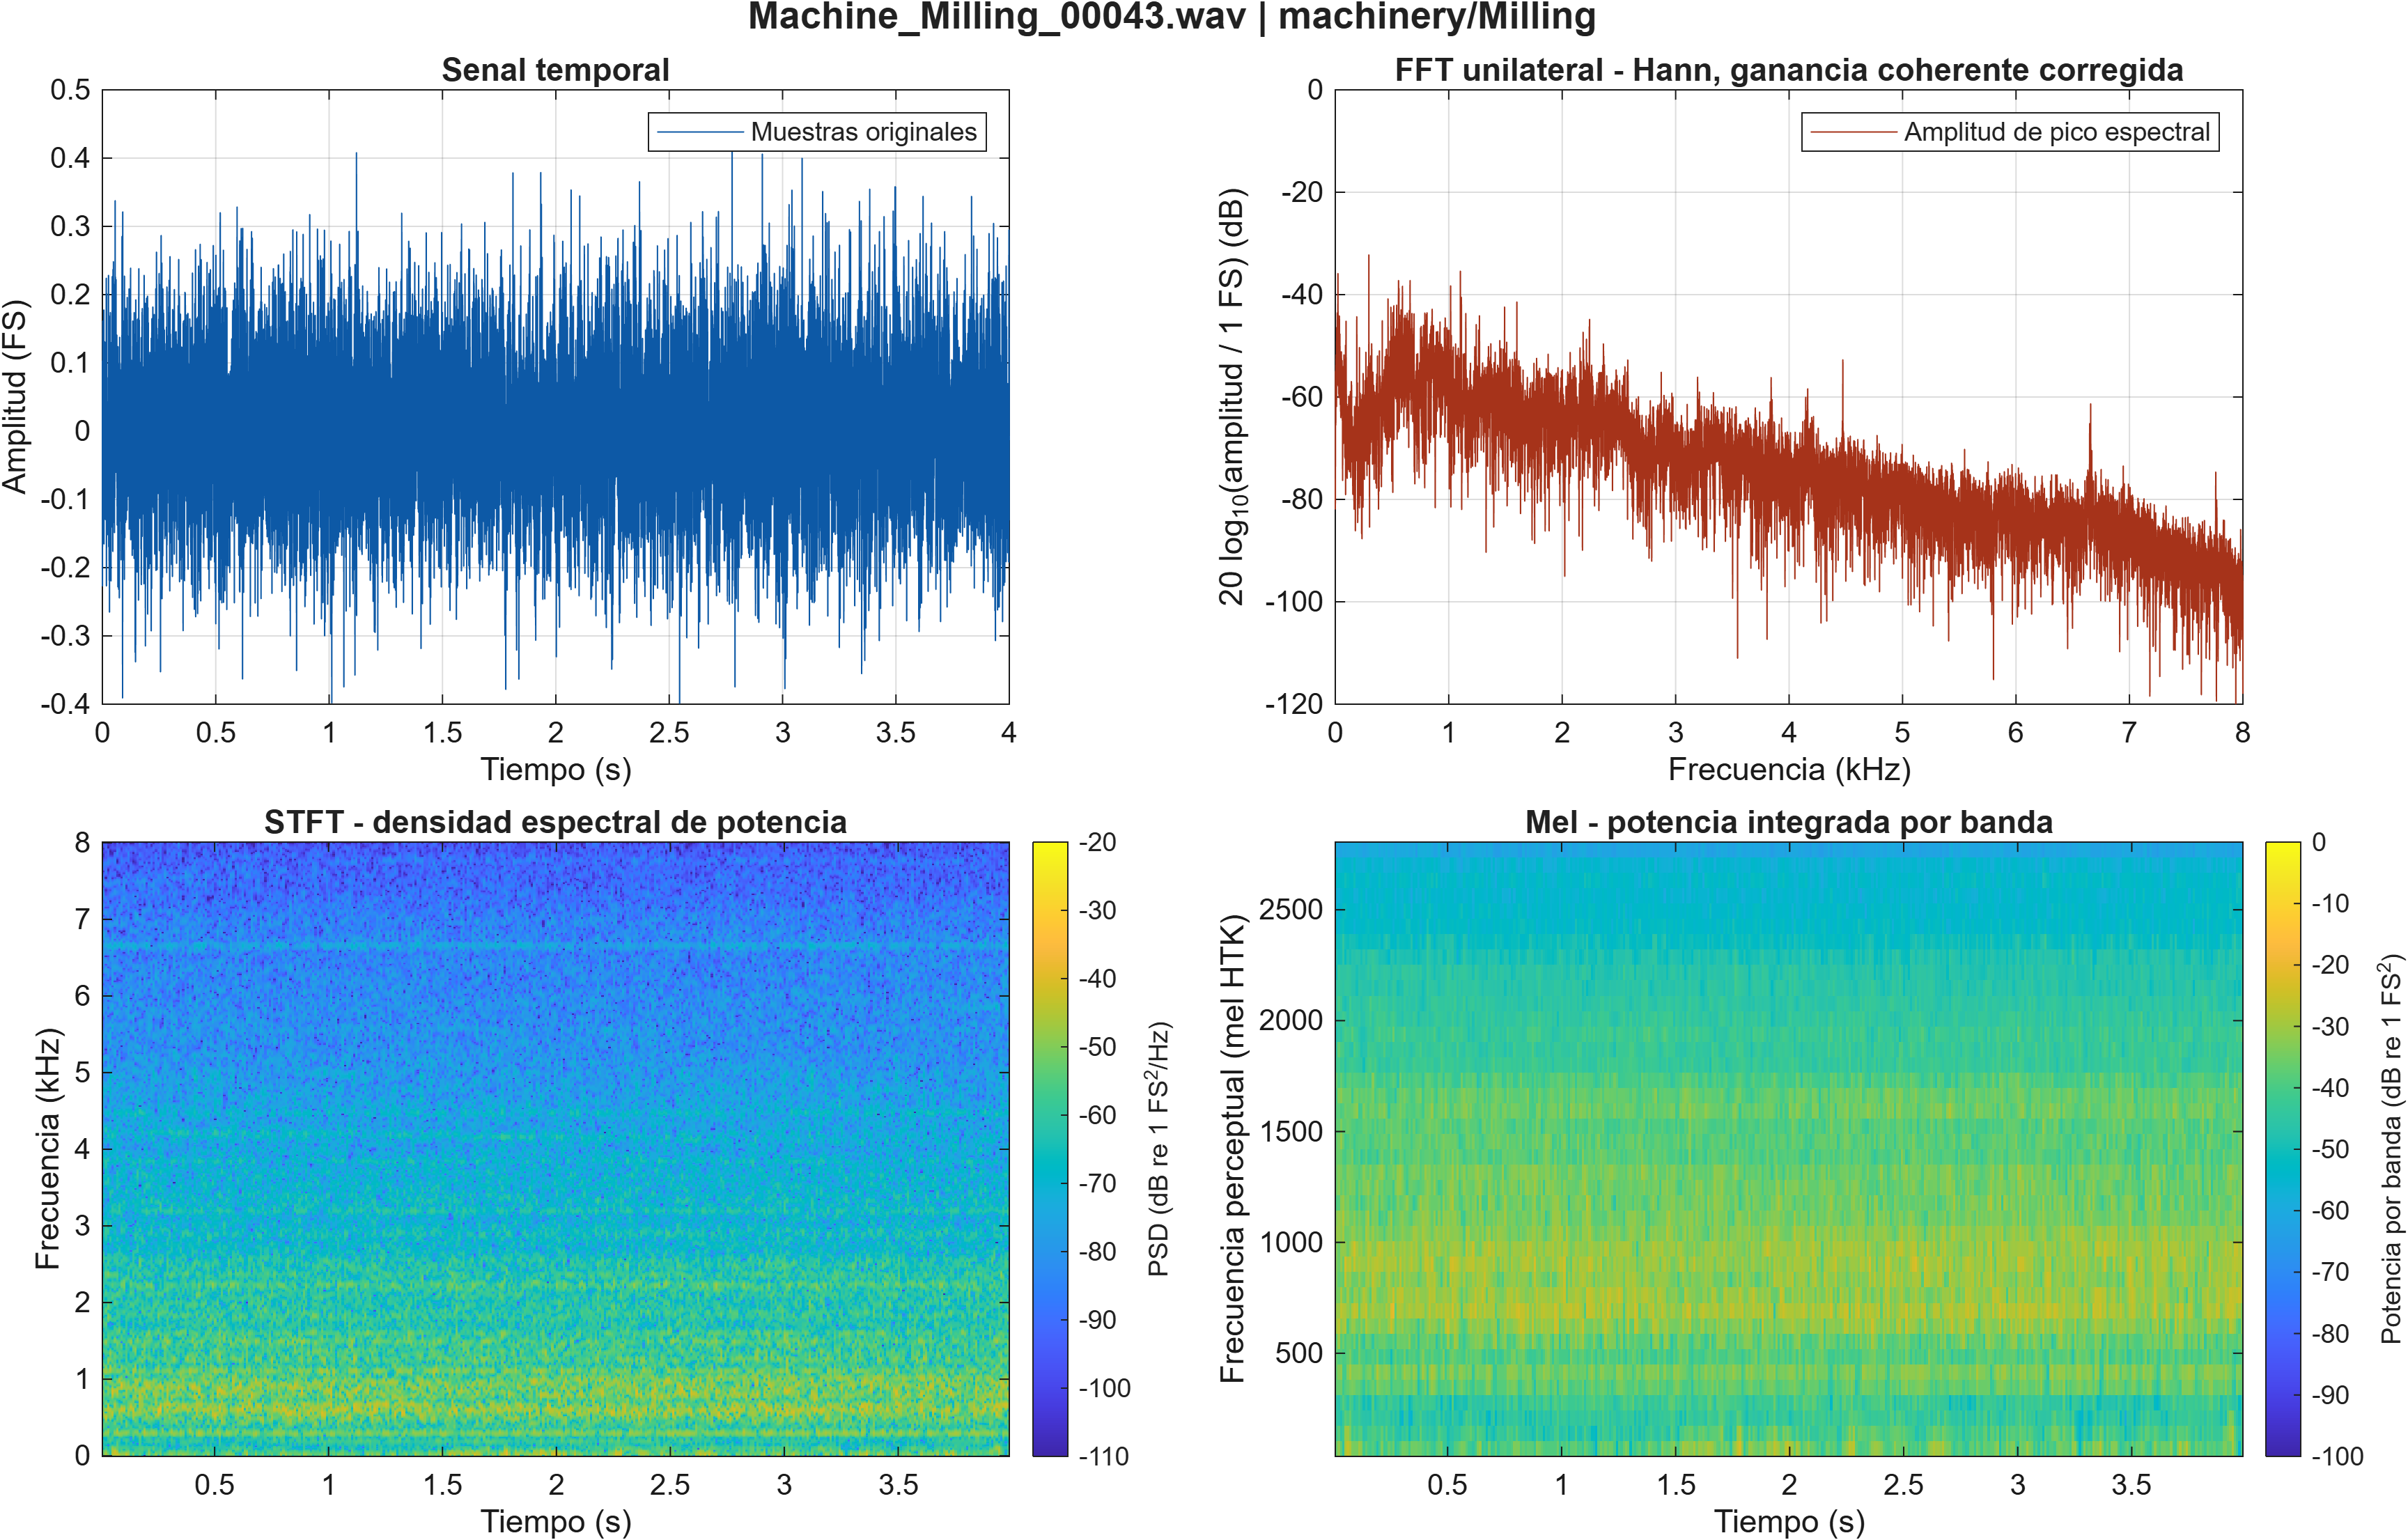 Machine_Milling_00043.wav | machinery/Milling
Senal temporal
Muestras originales
Amplitud (FS)
0.5
0.4
0.3
0.2
0.1
0
-0.1
-0.2
-0.3
-0.4
0 0.5 1 1.5 2 2.5 3 3.5 4
Tiempo (s)
FFT unilateral - Hann, ganancia coherente corregida
Amplitud de pico espectral
20 log10(amplitud / 1 FS) (dB)
0
-20
-40
-60
-80
-100
-120
0 1 2 3 4 5 6 7 8
Frecuencia (kHz)
STFT - densidad espectral de potencia
Frecuencia (kHz)
8
7
6
5
4
3
2
1
0
0.5 1 1.5 2 2.5 3 3.5
Tiempo (s)
-20
-30
-40
-50
-60
-70
-80
-90
-100
-110
PSD (dB re 1 FS²/Hz)
Mel - potencia integrada por banda
Frecuencia perceptual (mel HTK)
2500
2000
1500
1000
500
0.5 1 1.5 2 2.5 3 3.5
Tiempo (s)
0
-10
-20
-30
-40
-50
-60
-70
-80
-90
-100
Potencia por banda (dB re 1 FS²)